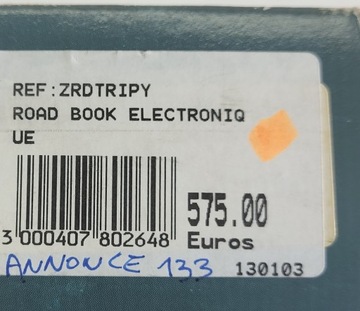 REF:ZRDTRIPY
ROAD BOOK ELECTRONIQ
UE
575.00
3 000407 802648 Euros
ANNONCE 133 130103